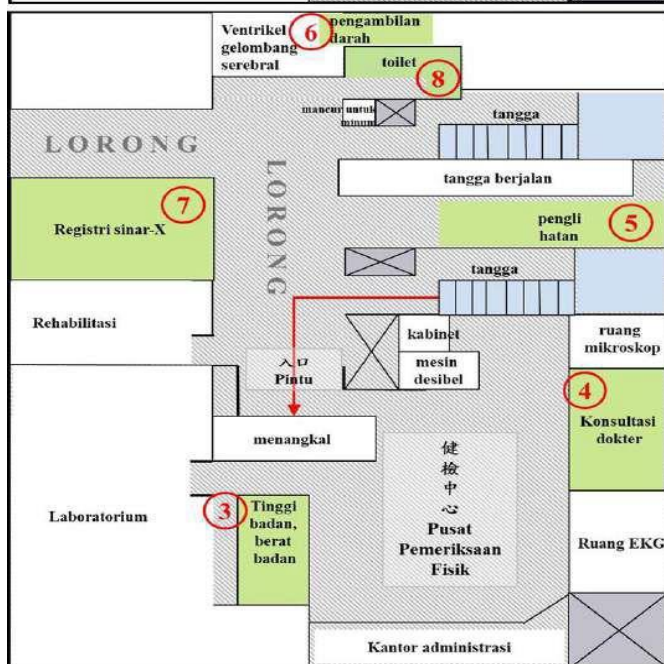 Ventrikel
gelombang
serebral
6
pengambilan
darah
toilet
8
mancur untuk
minum
tangga
LORONG
LORONG
tangga berjalan
7
Registri sinar-X
pengli
hatan
5
tangga
Rehabilitasi
kabinet
mesin
desibel
ruang
mikroskop
入口
Pintu
4
Konsultasi
dokter
menangkal
健
檢
中
心
Pusat
Pemeriksaan
Fisik
Laboratorium
3
Tinggi
badan,
berat
badan
Ruang EKG
Kantor administrasi